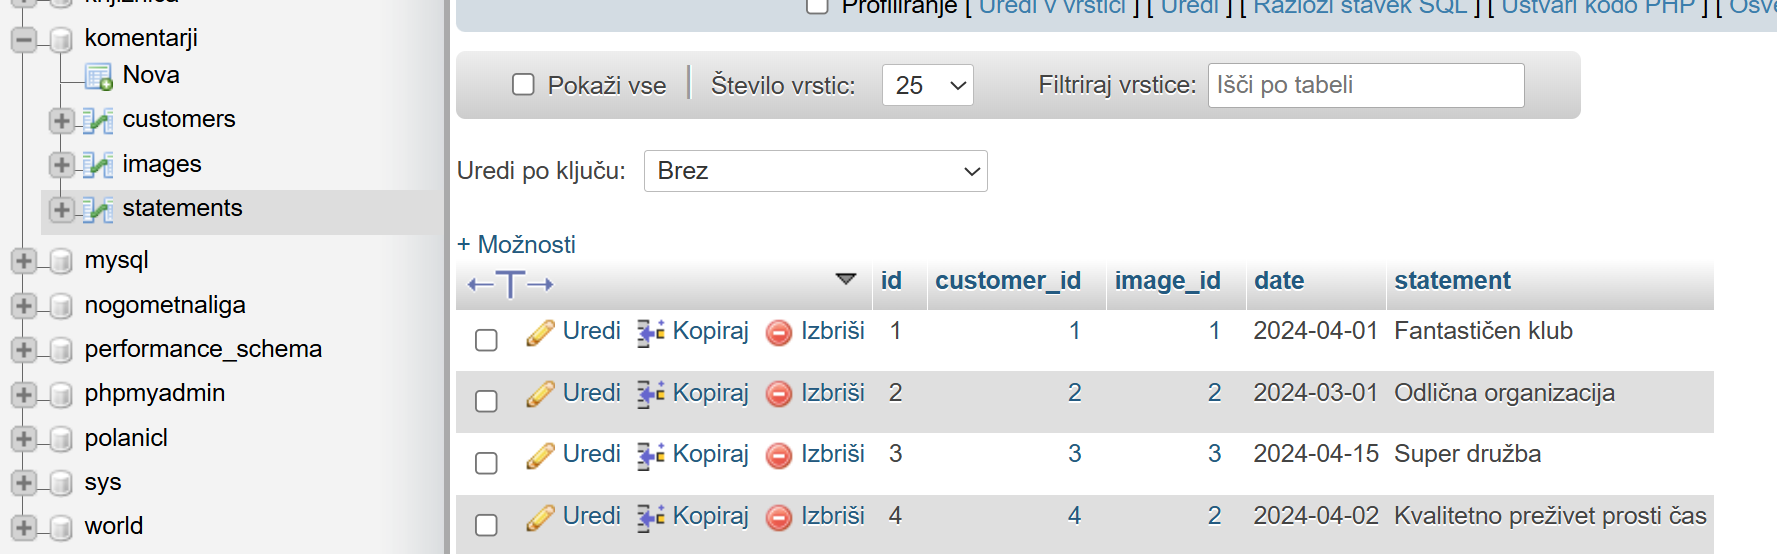 knjižnica
komentarji
Nova
customers
images
statements
mysql
nogometnaliga
performance_schema
phpmyadmin
polanicl
sys
world
Profiliranje [ Uredi v vrstici ] [ Uredi ] [ Razloži stavek SQL ] [ Ustvari kodo PHP ] [
Pokaži vse Število vrstic: 25 Filtriraj vrstice: Išči po tabeli
Uredi po ključu: Brez
+ Možnosti
←T→ id customer_id image_id date statement
Uredi Kopiraj Izbriši 1 1 1 2024-04-01 Fantastičen klub
Uredi Kopiraj Izbriši 2 2 2 2024-03-01 Odlična organizacija
Uredi Kopiraj Izbriši 3 3 3 2024-04-15 Super družba
Uredi Kopiraj Izbriši 4 4 2 2024-04-02 Kvalitetno preživet prosti čas